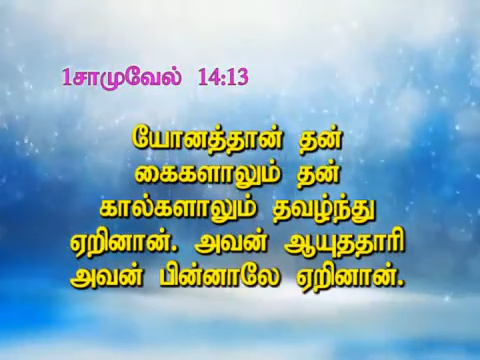 1சாமுவேல் 14:13
யோனத்தான் தன்
கைகளாலும் தன்
கால்களாலும் தவழ்ந்து
ஏறினான். அவன் ஆயுததாரி
அவன் பின்னாலே ஏறினான்.